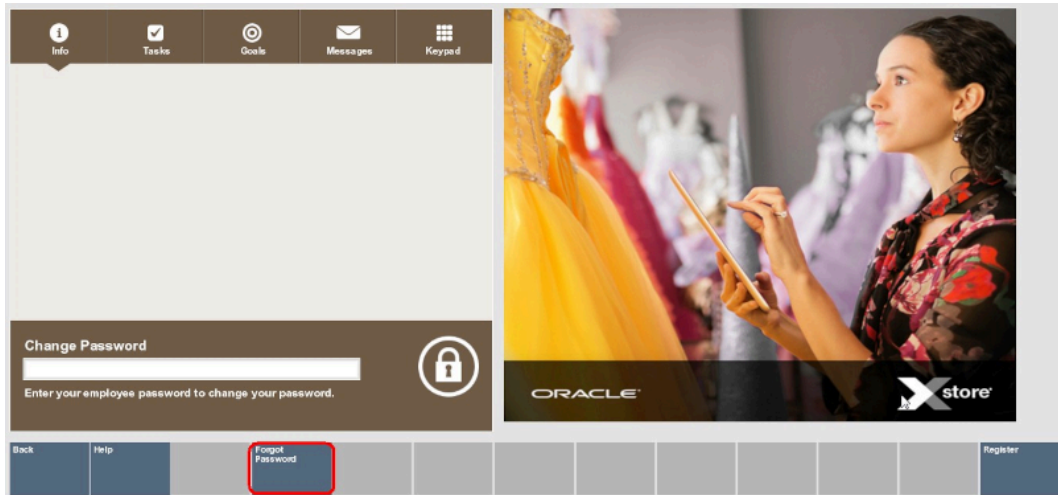 Info
Tasks
Goals
Messages
Keypad
Change Password
Enter your employee password to change your password.
ORACLE
Xstore
Back
Help
Forgot
Password
Register